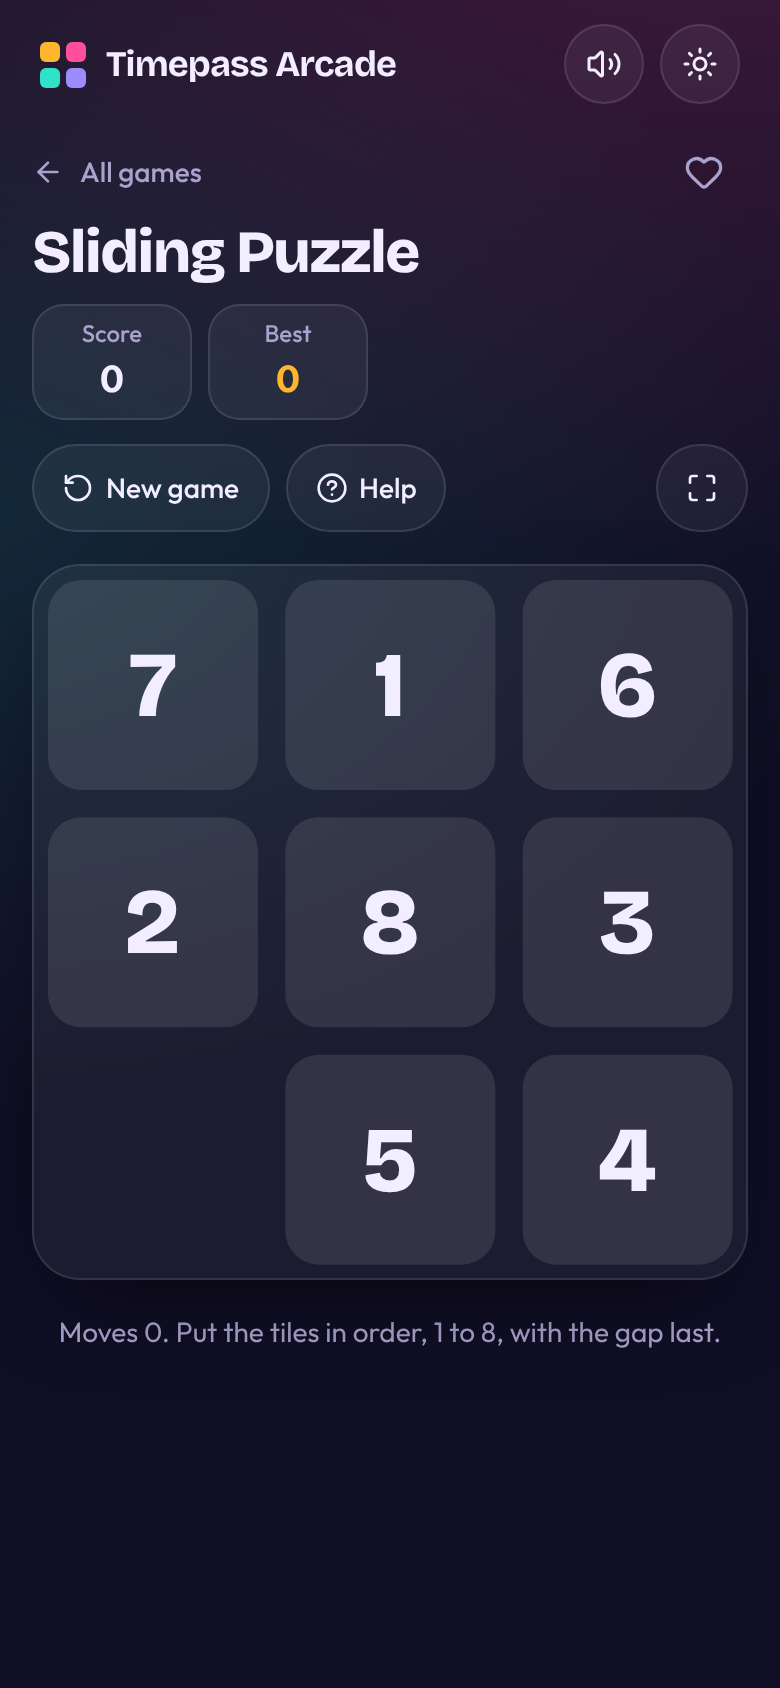 Timepass Arcade
All games
Sliding Puzzle
Score Best
0 0
New game Help
7 1 6
2 8 3
5 4
Moves 0. Put the tiles in order, 1 to 8, with the gap last.